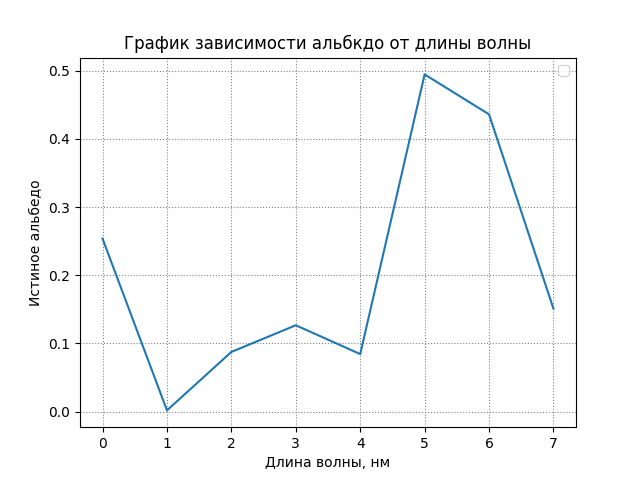 График зависимости альбкдо от длины волны
Истиное альбедо
0.5
0.4
0.3
0.2
0.1
0.0
0 1 2 3 4 5 6 7
Длина волны, нм